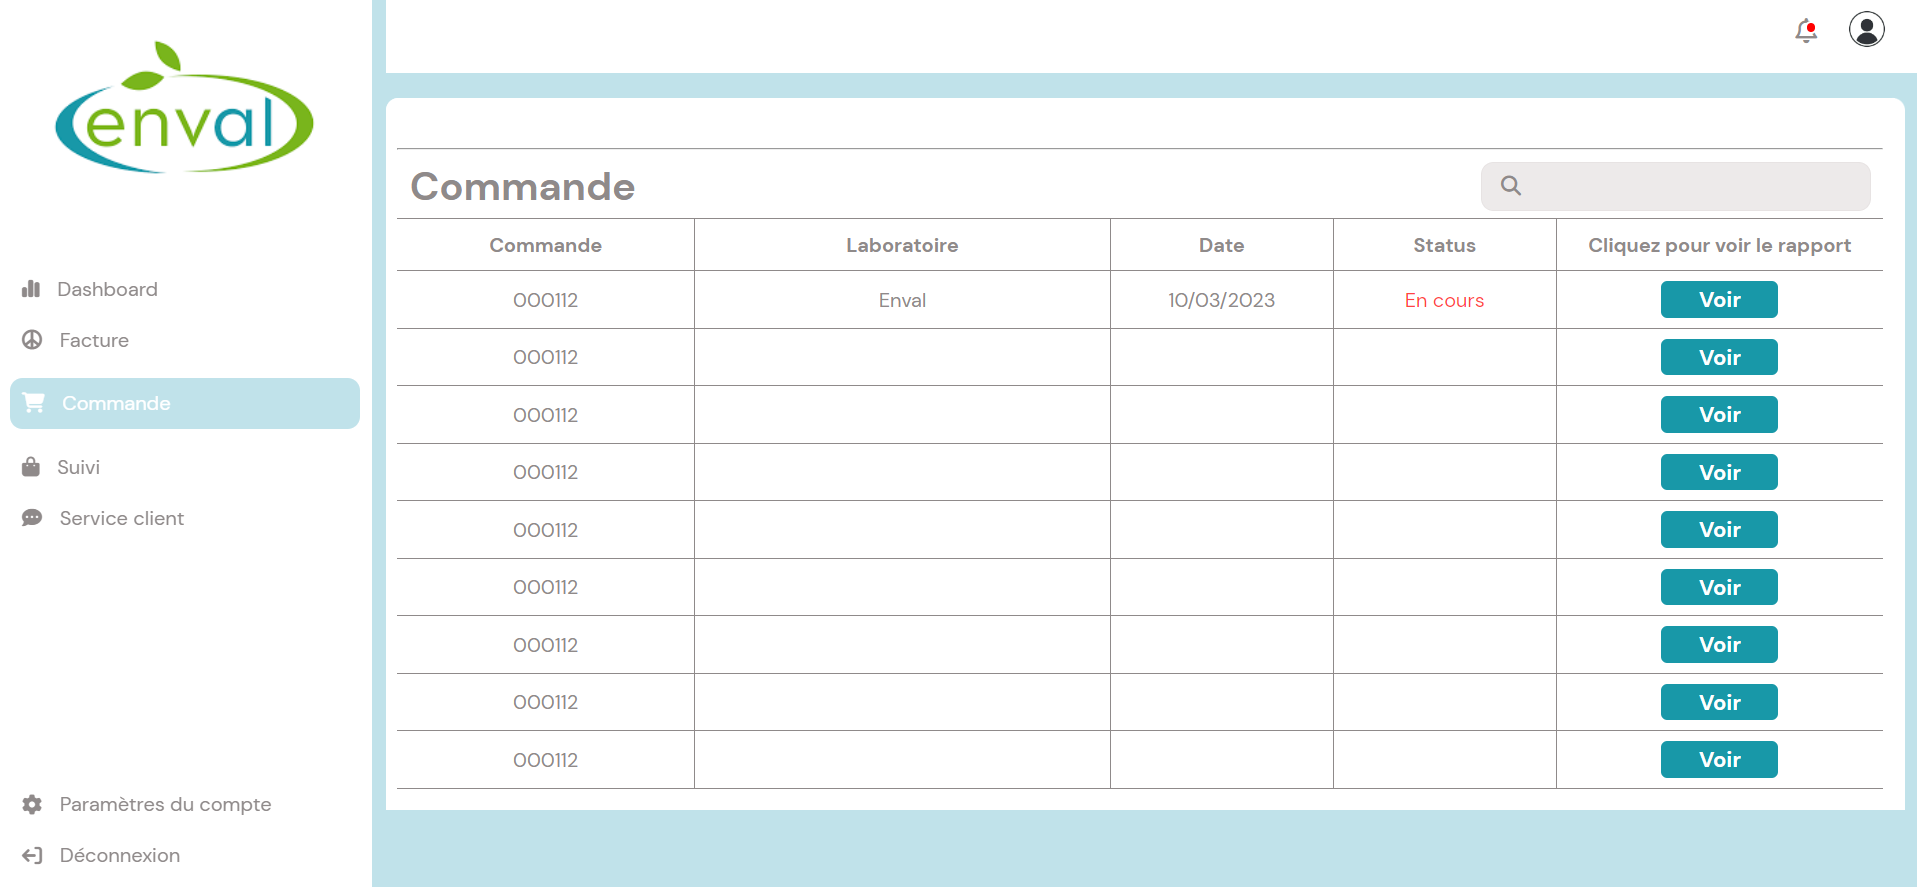 enval
Dashboard
Facture
Commande
Suivi
Service client
Paramètres du compte
Déconnexion
Commande
Commande Laboratoire Date Status Cliquez pour voir le rapport
000112 Enval 10/03/2023 En cours Voir
000112 Voir
000112 Voir
000112 Voir
000112 Voir
000112 Voir
000112 Voir
000112 Voir
000112 Voir